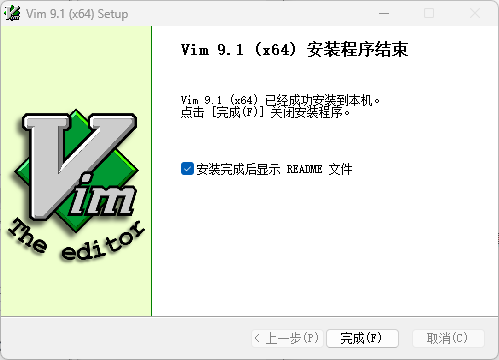 Vim 9.1 (x64) Setup
Vim 9.1 (x64) 安装程序结束
Vim 9.1 (x64) 已经成功安装到本机。
点击 [完成(F)] 关闭安装程序。
Vim
The editor
安装完成后显示 README 文件
< 上一步(P)
完成(F)
取消(C)